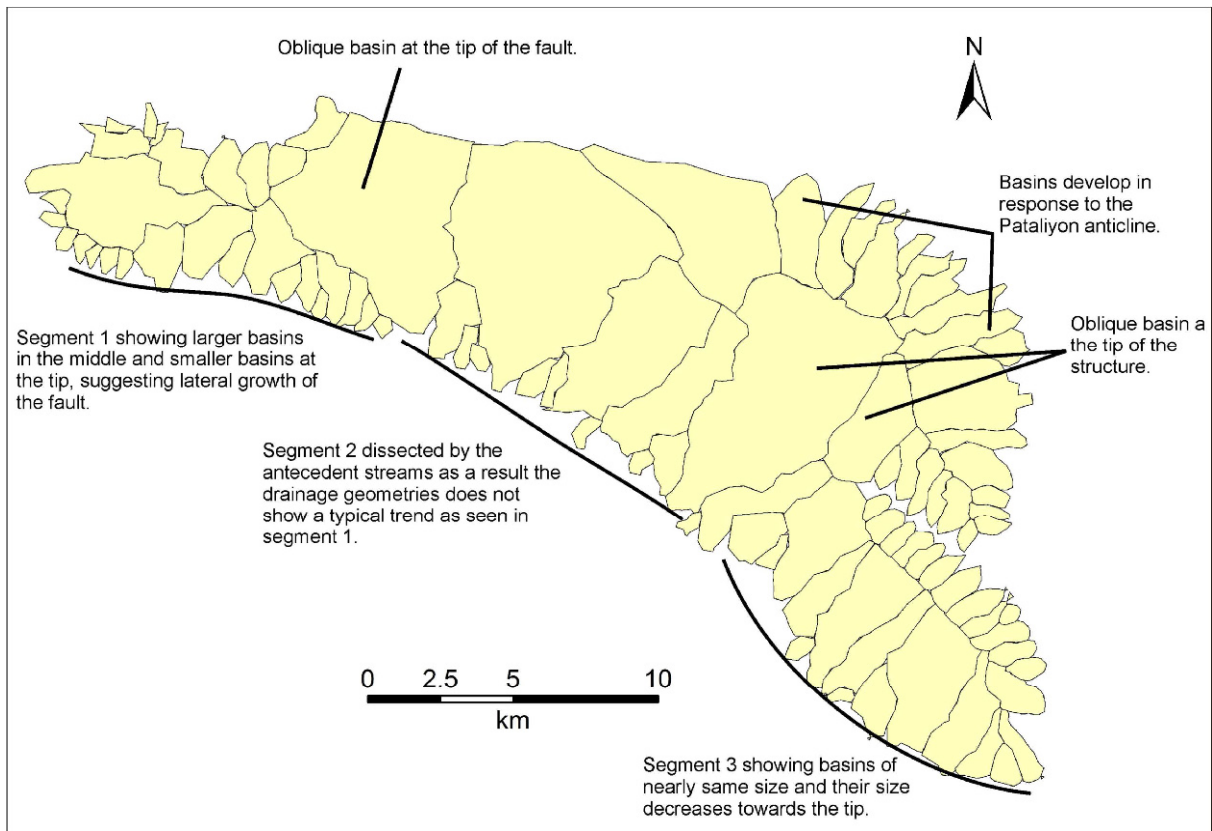 Oblique basin at the tip of the fault.
N
Basins develop in
response to the
Pataliyon anticline.
Oblique basin a
the tip of the
structure.
Segment 1 showing larger basins
in the middle and smaller basins at
the tip, suggesting lateral growth of
the fault.
Segment 2 dissected by the
antecedent streams as a result the
drainage geometries does not
show a typical trend as seen in
segment 1.
0 2.5 5 10
km
Segment 3 showing basins of
nearly same size and their size
decreases towards the tip.